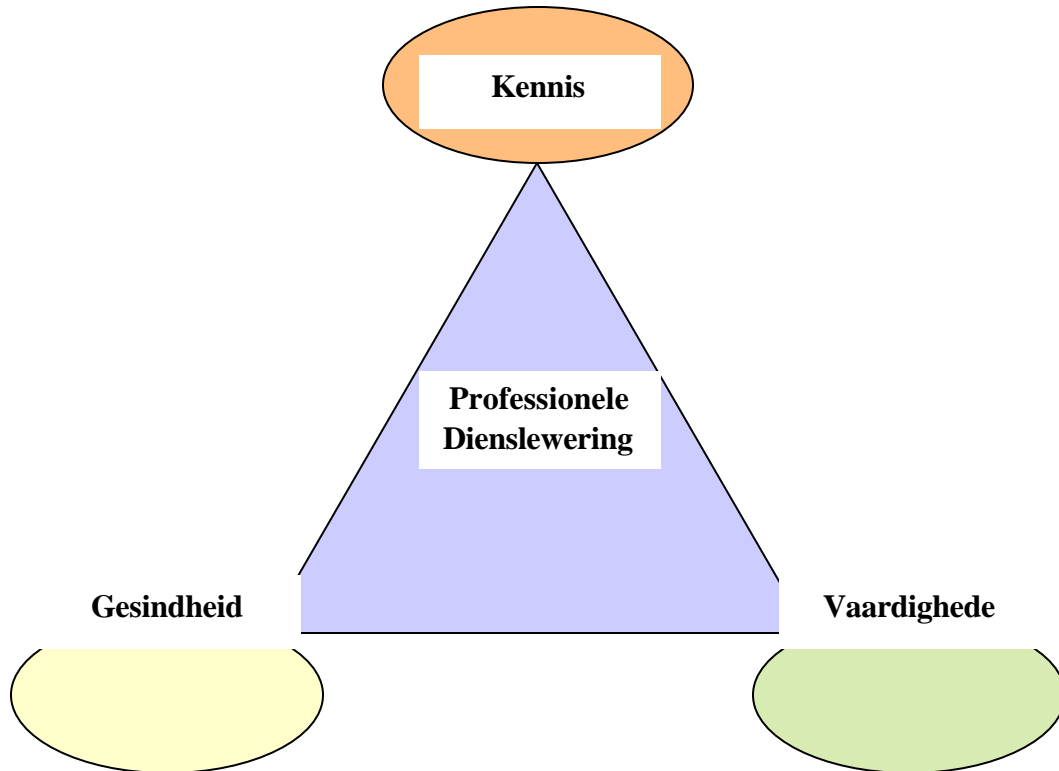 Kennis
Professionele
Dienslewering
Gesindheid
Vaardighede